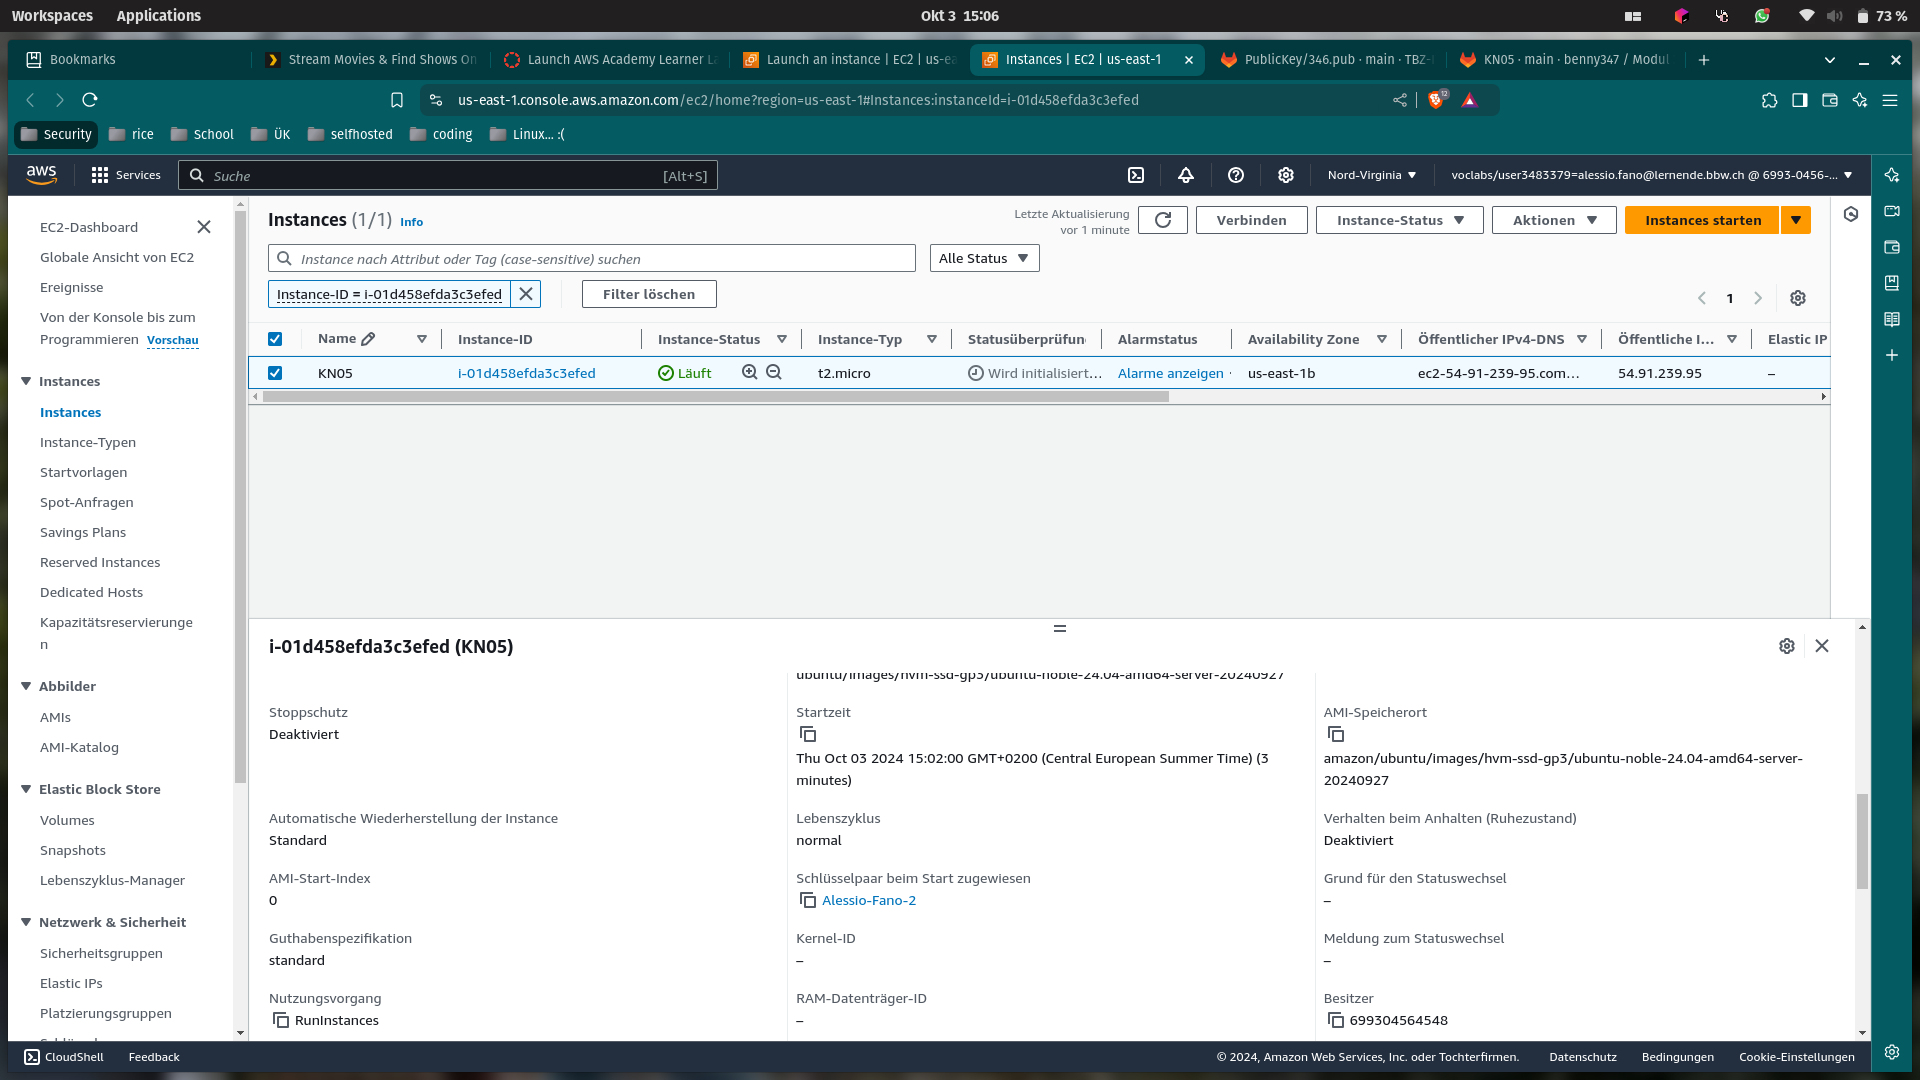 Workspaces Applications Okt 3 15:06 73 %
Bookmarks Stream Movies & Find Shows On Launch AWS Academy Learner La Launch an instance | EC2 | us-ea Instances | EC2 | us-east-1 PublicKey/346.pub · main · TBZ- KN05 · main · benny347 / Modul
us-east-1.console.aws.amazon.com/ec2/home?region=us-east-1#Instances:instanceId=i-01d458efda3c3efed 12
Security rice School ÜK selfhosted coding Linux... :(
aws Services Suche [Alt+S] Nord-Virginia voclabs/user3483379=alessio.fano@lernende.bbw.ch @ 6993-0456-...
EC2-Dashboard
Globale Ansicht von EC2
Ereignisse
Von der Konsole bis zum
Programmieren Vorschau
Instances
Instances
Instance-Typen
Startvorlagen
Spot-Anfragen
Savings Plans
Reserved Instances
Dedicated Hosts
Kapazitätsreservierunge
n
Abbilder
AMIs
AMI-Katalog
Elastic Block Store
Volumes
Snapshots
Lebenszyklus-Manager
Netzwerk & Sicherheit
Sicherheitsgruppen
Elastic IPs
Platzierungsgruppen
Instances (1/1) Info
Letzte Aktualisierung
vor 1 minute
Verbinden Instance-Status Aktionen Instances starten
Instance nach Attribut oder Tag (case-sensitive) suchen Alle Status
Instance-ID = i-01d458efda3c3efed Filter löschen 1
Name Instance-ID Instance-Status Instance-Typ Statusüberprüfun Alarmstatus Availability Zone Öffentlicher IPv4-DNS Öffentliche I... Elastic IP
KN05 i-01d458efda3c3efed Läuft t2.micro Wird initialisiert... Alarme anzeigen us-east-1b ec2-54-91-239-95.com... 54.91.239.95 –
i-01d458efda3c3efed (KN05)
ubuntu/images/hvm-ssd-gp3/ubuntu-noble-24.04-amd64-server-20240927
Stoppschutz
Deaktiviert
Startzeit
Thu Oct 03 2024 15:02:00 GMT+0200 (Central European Summer Time) (3
minutes)
AMI-Speicherort
amazon/ubuntu/images/hvm-ssd-gp3/ubuntu-noble-24.04-amd64-server-
20240927
Automatische Wiederherstellung der Instance
Standard
Lebenszyklus
normal
Verhalten beim Anhalten (Ruhezustand)
Deaktiviert
AMI-Start-Index
0
Schlüsselpaar beim Start zugewiesen
Alessio-Fano-2
Grund für den Statuswechsel
–
Guthabenspezifikation
standard
Kernel-ID
–
Meldung zum Statuswechsel
–
Nutzungsvorgang
RunInstances
RAM-Datenträger-ID
–
Besitzer
699304564548
CloudShell Feedback © 2024, Amazon Web Services, Inc. oder Tochterfirmen. Datenschutz Bedingungen Cookie-Einstellungen